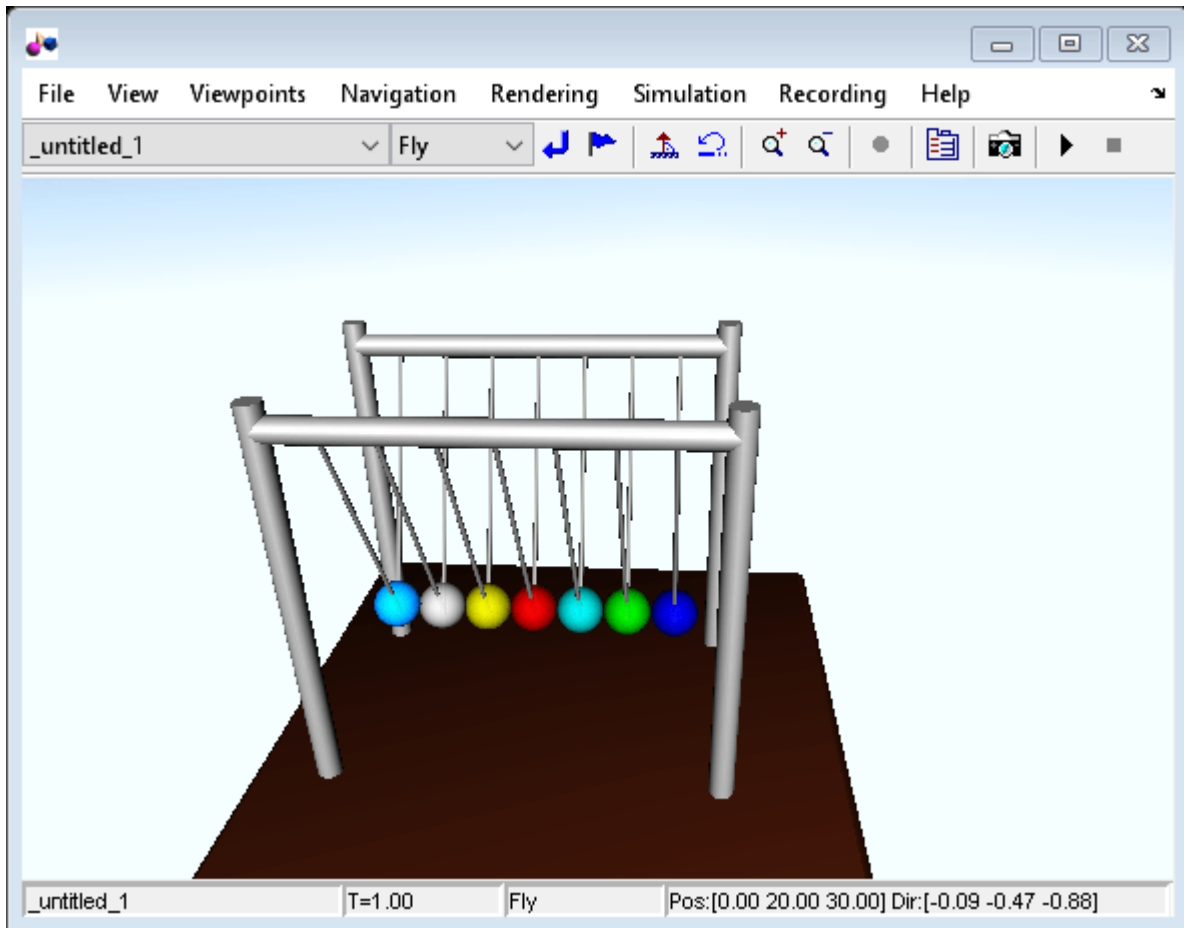 File View Viewpoints Navigation Rendering Simulation Recording Help
_untitled_1 Fly
_untitled_1 T=1.00 Fly Pos:[0.00 20.00 30.00] Dir:[-0.09 -0.47 -0.88]